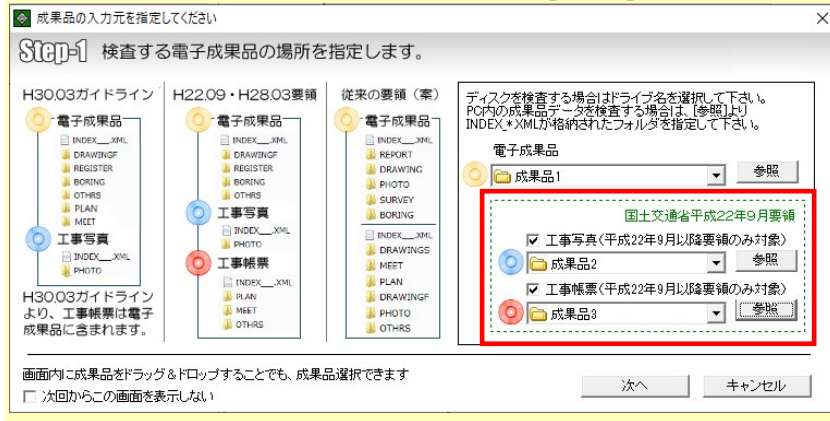 成果品の入力元を指定してください
Step-1 検査する電子成果品の場所を指定します。
H30.03ガイドライン
電子成果品
INDEX___.XML
DRAWINGF
REGISTER
BORING
OTHRS
PLAN
MEET
工事写真
INDEX___.XML
PHOTO
H30.03ガイドライン
より、工事帳票は電子
成果品に含まれます。
H22.09・H28.03要領
電子成果品
INDEX___.XML
DRAWINGF
REGISTER
BORING
OTHRS
工事写真
INDEX___.XML
PHOTO
工事帳票
INDEX___.XML
PLAN
MEET
OTHRS
従来の要領（案）
電子成果品
INDEX___.XML
REPORT
DRAWING
PHOTO
SURVEY
BORING
INDEX___.XML
DRAWINGS
MEET
PLAN
DRAWINGF
PHOTO
OTHRS
ディスクを検査する場合はドライブ名を選択して下さい。
PC内の成果品データを検査する場合は、[参照]より
INDEX_*XMLが格納されたフォルダを指定して下さい。
電子成果品
成果品1
参照
国土交通省平成22年9月要領
工事写真(平成22年9月以降要領のみ対象)
成果品2
参照
工事帳票(平成22年9月以降要領のみ対象)
成果品3
参照
画面内に成果品をドラッグ&ドロップすることでも、成果品選択できます
次回からこの画面を表示しない
次へ
キャンセル